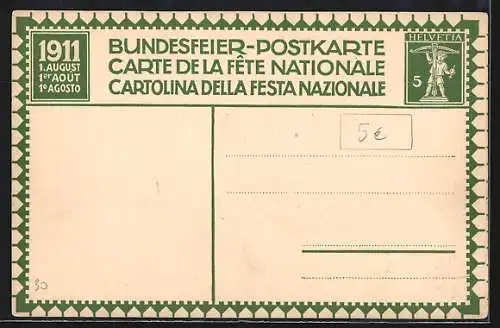 1911
1. AUGUST
1ER AOÛT
1º AGOSTO
BUNDESFEIER-POSTKARTE
CARTE DE LA FÊTE NATIONALE
CARTOLINA DELLA FESTA NAZIONALE
HELVETIA
5
5€
30